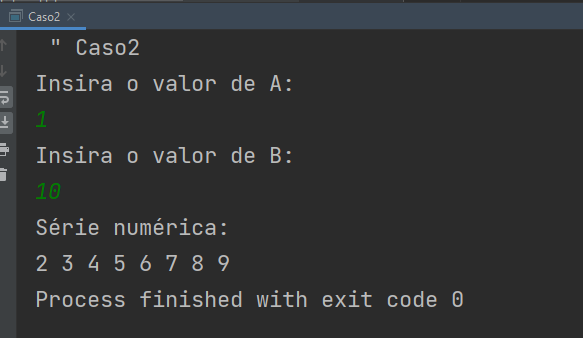 Caso2
" Caso2
Insira o valor de A:
1
Insira o valor de B:
10
Série numérica:
2 3 4 5 6 7 8 9
Process finished with exit code 0